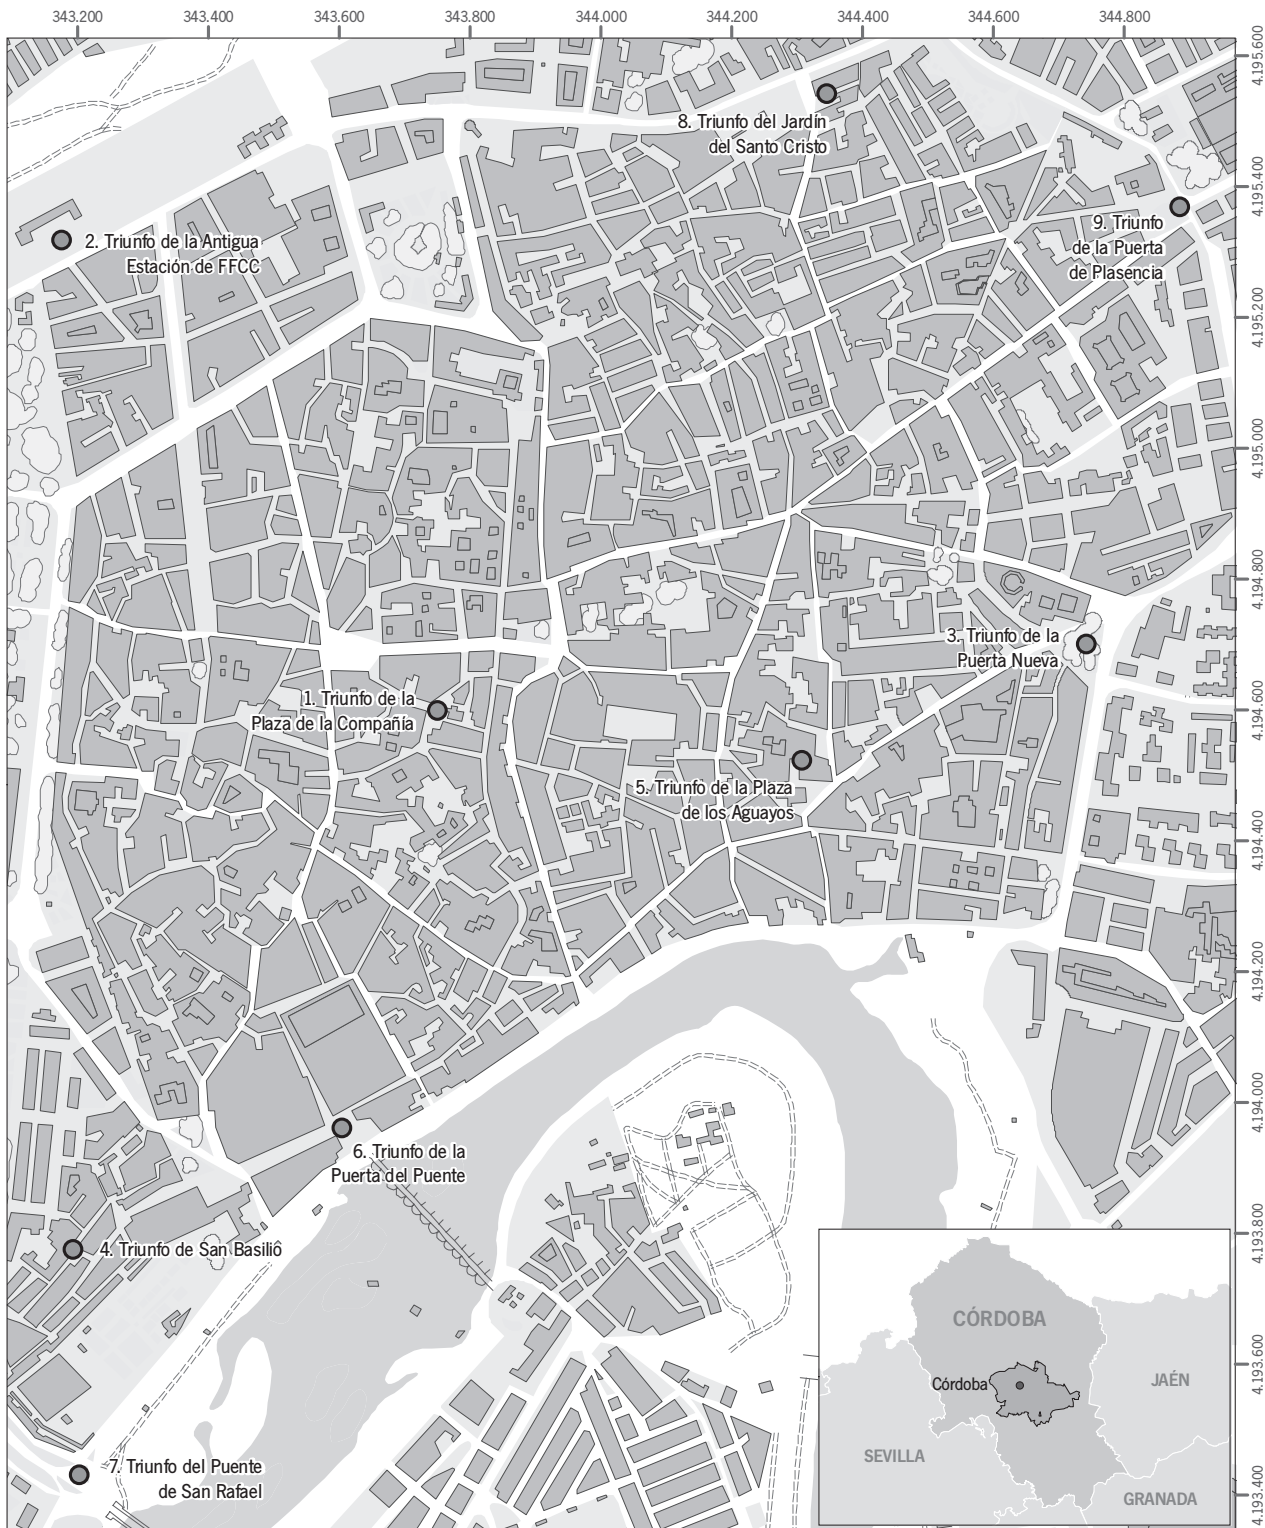 343.200
343.400
343.600
343.800
344.000
344.200
344.400
344.600
344.800
4.195.600
4.195.400
4.195.200
4.195.000
4.194.800
4.194.600
4.194.400
4.194.200
4.194.000
4.193.800
4.193.600
4.193.400
8. Triunfo del Jardín
del Santo Cristo
9. Triunfo
de la Puerta
de Plasencia
2. Triunfo de la Antigua
Estación de FFCC
3. Triunfo de la
Puerta Nueva
1. Triunfo de la
Plaza de la Compañía
5. Triunfo de la Plaza
de los Aguayos
6. Triunfo de la
Puerta del Puente
4. Triunfo de San Basilio
7. Triunfo del Puente
de San Rafael
CÓRDOBA
Córdoba
JAÉN
SEVILLA
GRANADA